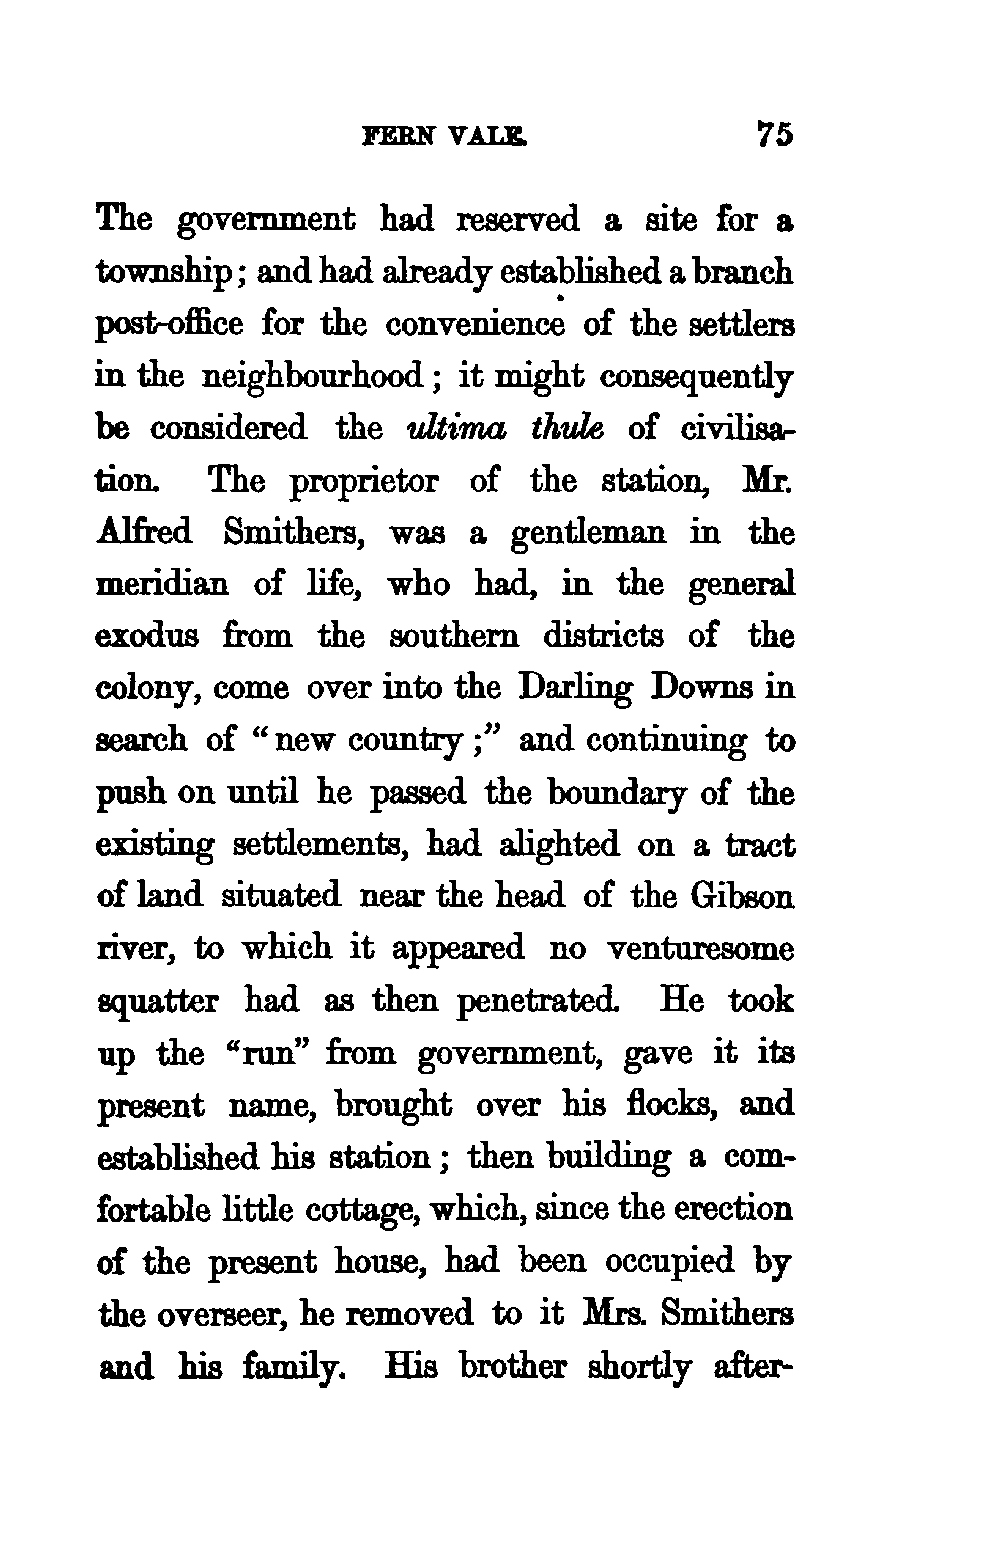 FERN VALE. 75
The government had reserved a site for a
township; and had already established a branch
post-office for the convenience of the settlers
in the neighbourhood; it might consequently
be considered the ultima thule of civilisa-
tion. The proprietor of the station, Mr.
Alfred Smithers, was a gentleman in the
meridian of life, who had, in the general
exodus from the southern districts of the
colony, come over into the Darling Downs in
search of "new country;" and continuing to
push on until he passed the boundary of the
existing settlements, had alighted on a tract
of land situated near the head of the Gibson
river, to which it appeared no venturesome
squatter had as then penetrated. He took
up the "run" from government, gave it its
present name, brought over his flocks, and
established his station; then building a com-
fortable little cottage, which, since the erection
of the present house, had been occupied by
the overseer, he removed to it Mrs. Smithers
and his family. His brother shortly after-